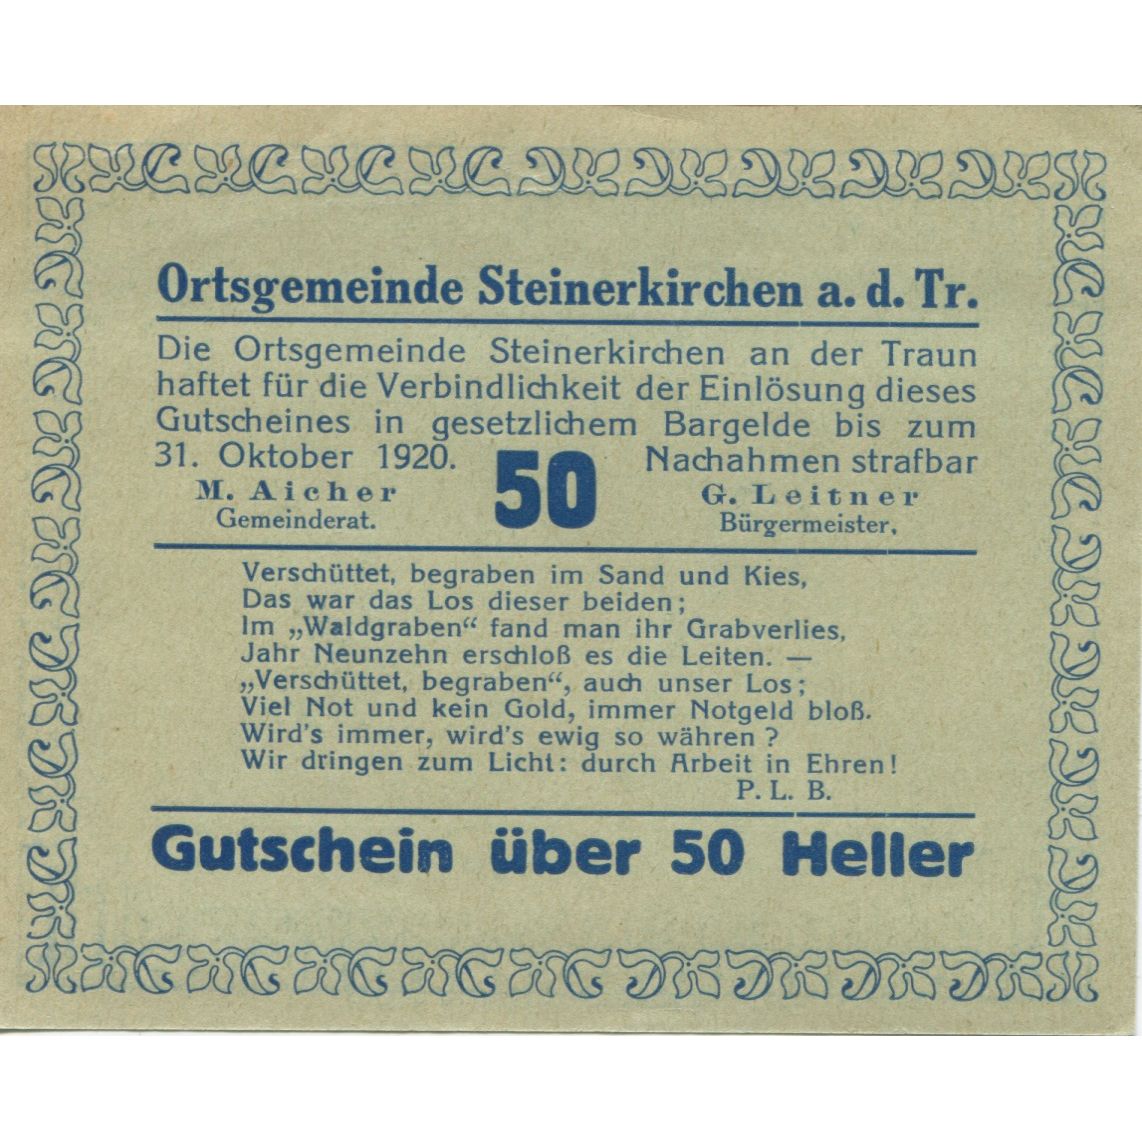 Ortsgemeinde Steinerkirchen a. d. Tr.
Die Ortsgemeinde Steinerkirchen an der Traun
haftet für die Verbindlichkeit der Einlösung dieses
Gutscheines in gesetzlichem Bargelde bis zum
31. Oktober 1920. 50 Nachahmen strafbar
M. Aicher G. Leitner
Gemeinderat. Bürgermeister.
Verschüttet, begraben im Sand und Kies,
Das war das Los dieser beiden;
Im „Waldgraben“ fand man ihr Grabverlies,
Jahr Neunzehn erschloß es die Leiten. —
„Verschüttet, begraben“, auch unser Los;
Viel Not und kein Gold, immer Notgeld bloß.
Wird's immer, wird's ewig so währen?
Wir dringen zum Licht: durch Arbeit in Ehren!
P. L. B.
Gutschein über 50 Heller